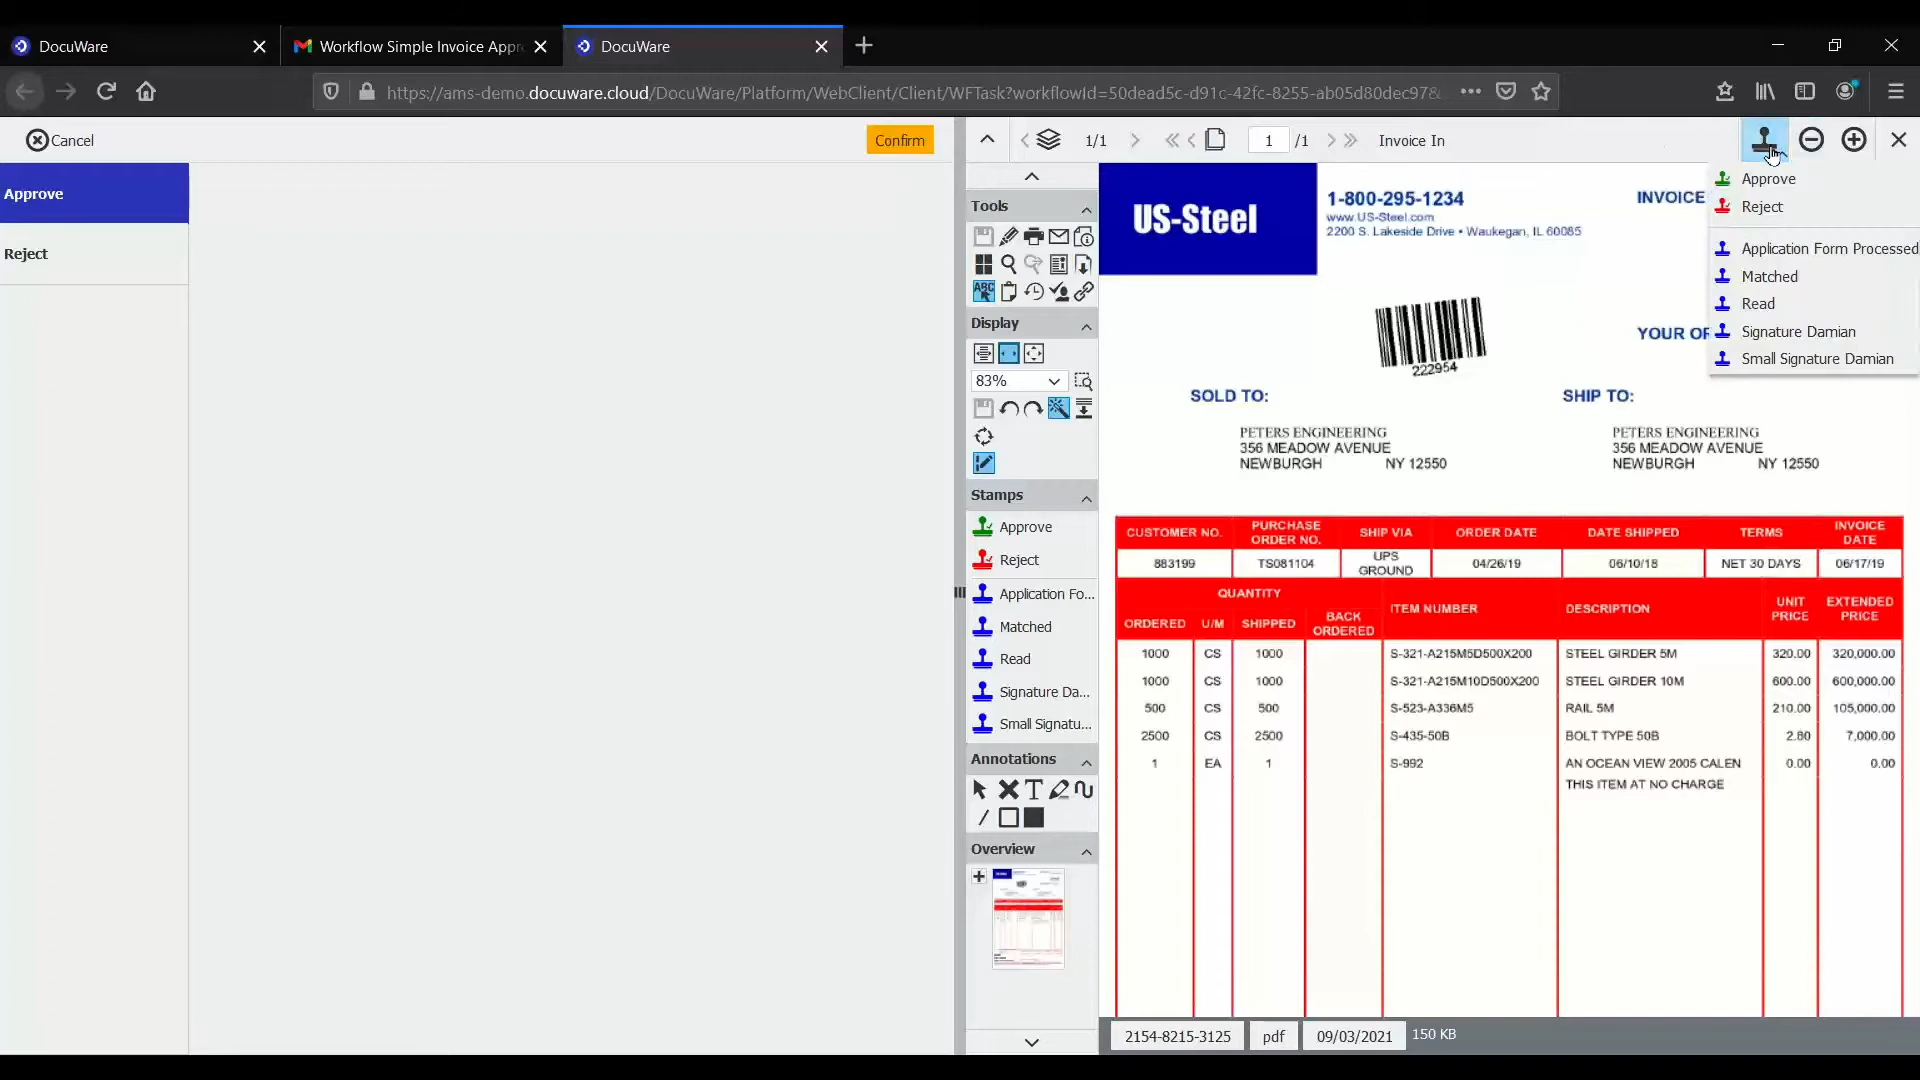 DocuWare
Workflow Simple Invoice Appr
DocuWare
https://ams-demo.docuware.cloud/DocuWare/Platform/WebClient/Client/WFTask?workflowId=50dead5c-d91c-42fc-8255-ab05d80dec978
Cancel
Confirm
1/1
1 /1
Invoice In
Approve
Reject
Approve
Reject
Application Form Processed
Matched
Read
Signature Damian
Small Signature Damian
Tools
ABC
Display
83%
Stamps
Approve
Reject
Application Fo...
Matched
Read
Signature Da...
Small Signatu...
Annotations
Overview
US-Steel
1-800-295-1234
www.US-Steel.com
2200 S. Lakeside Drive • Waukegan, IL 60085
INVOICE
222954
YOUR OR
SOLD TO:
SHIP TO:
PETERS ENGINEERING
356 MEADOW AVENUE
NEWBURGH NY 12550
PETERS ENGINEERING
356 MEADOW AVENUE
NEWBURGH NY 12550
CUSTOMER NO. PURCHASE ORDER NO. SHIP VIA ORDER DATE DATE SHIPPED TERMS INVOICE DATE
883199 TS081104 UPS GROUND 04/26/19 06/10/18 NET 30 DAYS 06/17/19
QUANTITY ITEM NUMBER DESCRIPTION UNIT PRICE EXTENDED PRICE
ORDERED U/M SHIPPED BACK ORDERED
1000 CS 1000 S-321-A215M5D500X200 STEEL GIRDER 5M 320.00 320,000.00
1000 CS 1000 S-321-A215M10D500X200 STEEL GIRDER 10M 600.00 600,000.00
500 CS 500 S-523-A336M5 RAIL 5M 210.00 105,000.00
2500 CS 2500 S-435-50B BOLT TYPE 50B 2.80 7,000.00
1 EA 1 S-992 AN OCEAN VIEW 2005 CALEN 0.00 0.00
THIS ITEM AT NO CHARGE
2154-8215-3125 pdf 09/03/2021 150 KB